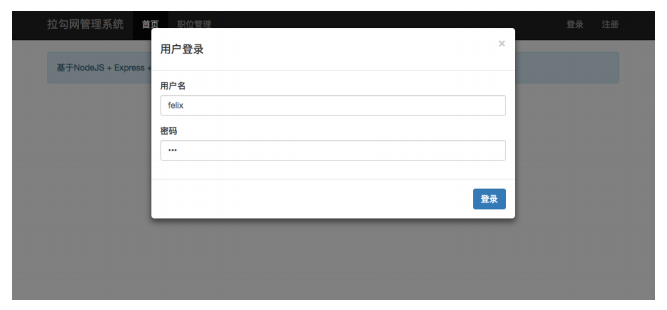 拉勾网管理系统 首页 职位管理 登录 注册
用户登录 ×
基于NodeJS + Express +
用户名
felix
密码
•••
登录